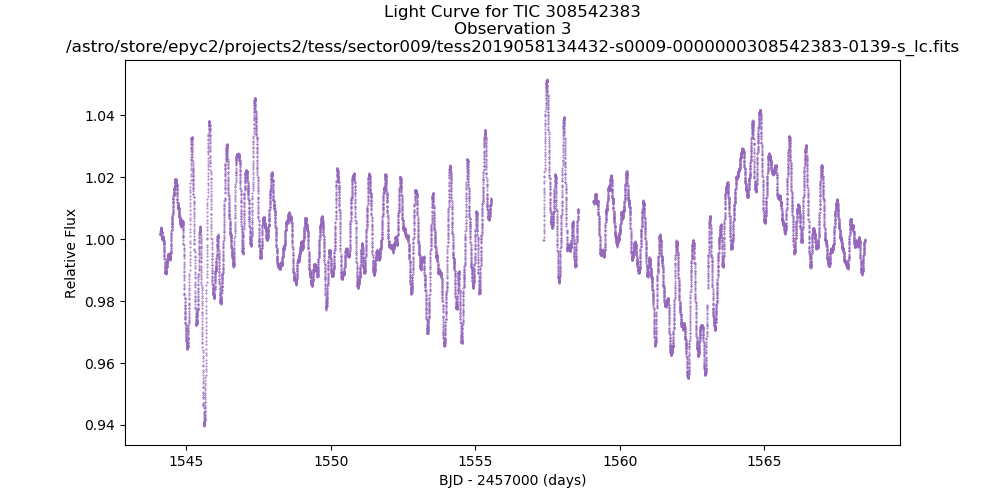 Light Curve for TIC 308542383
Observation 3
/astro/store/epyc2/projects2/tess/sector009/tess2019058134432-s0009-0000000308542383-0139-s_lc.fits
1.04
1.02
1.00
0.98
0.96
0.94
Relative Flux
1545
1550
1555
1560
1565
BJD - 2457000 (days)